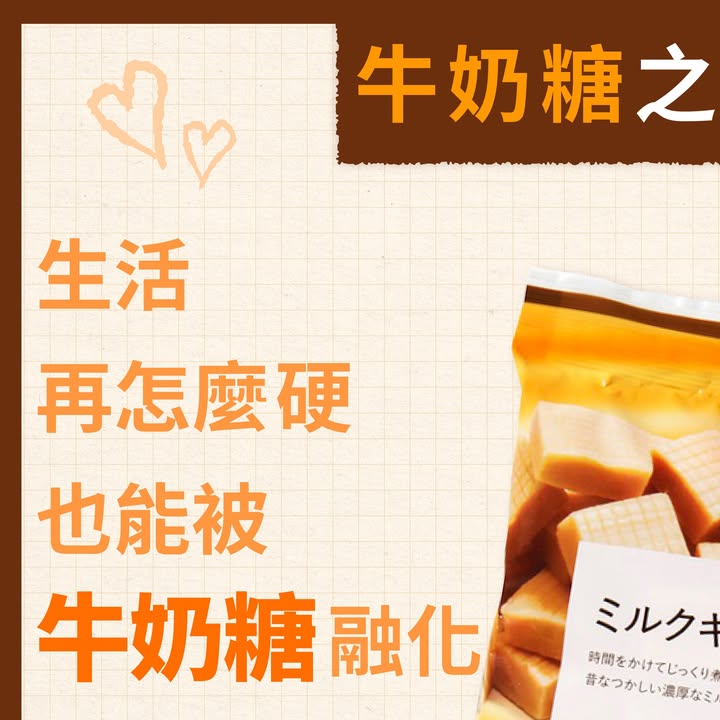 牛奶糖之
生活
再怎麼硬
也能被
牛奶糖融化
ミルクキ
時間をかけてじっくり煮
昔なつかしい濃厚なミル